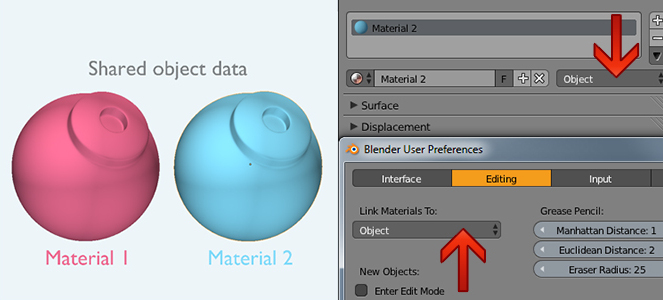 Shared object data
Material 1
Material 2
Material 2
Material 2
F
Object
Surface
Displacement
Blender User Preferences
Interface
Editing
Input
Link Materials To:
Object
New Objects:
Enter Edit Mode
Grease Pencil:
Manhattan Distance: 1
Euclidean Distance: 2
Eraser Radius: 25